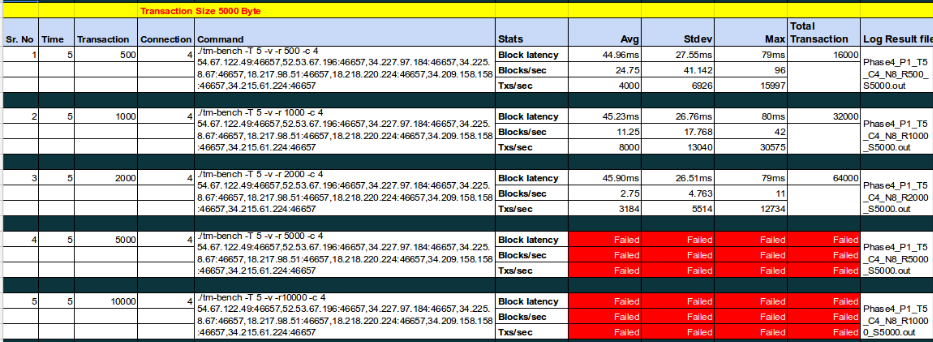 Transaction Size 5000 Byte
Sr. No Time Transaction Connection Command Stats Avg Stdev Max Total Transaction Log Result file
1 5 500 4 ./tm-bench -T 5 -v -r 500 -c 4
54.67.122.49:46657,52.53.67.196:46657,34.227.97.184:46657,34.225.
8.67:46657,18.217.98.51:46657,18.218.220.224:46657,34.209.158.158
:46657,34.215.61.224:46657
Block latency 44.96ms 27.55ms 79ms 16000
Blocks/sec 24.75 41.142 96
Txs/sec 4000 6926 15997
Phase4_P1_T5
_C4_N8_R500_
S5000.out
2 5 1000 4 ./tm-bench -T 5 -v -r 1000 -c 4
54.67.122.49:46657,52.53.67.196:46657,34.227.97.184:46657,34.225.
8.67:46657,18.217.98.51:46657,18.218.220.224:46657,34.209.158.158
:46657,34.215.61.224:46657
Block latency 45.23ms 26.76ms 80ms 32000
Blocks/sec 11.25 17.768 42
Txs/sec 8000 13040 30575
Phase4_P1_T5
_C4_N8_R1000
_S5000.out
3 5 2000 4 ./tm-bench -T 5 -v -r 2000 -c 4
54.67.122.49:46657,52.53.67.196:46657,34.227.97.184:46657,34.225.
8.67:46657,18.217.98.51:46657,18.218.220.224:46657,34.209.158.158
:46657,34.215.61.224:46657
Block latency 45.90ms 26.51ms 79ms 64000
Blocks/sec 2.75 4.763 11
Txs/sec 3184 5514 12734
Phase4_P1_T5
_C4_N8_R2000
_S5000.out
4 5 5000 4 ./tm-bench -T 5 -v -r 5000 -c 4
54.67.122.49:46657,52.53.67.196:46657,34.227.97.184:46657,34.225.
8.67:46657,18.217.98.51:46657,18.218.220.224:46657,34.209.158.158
:46657,34.215.61.224:46657
Block latency Failed Failed Failed Failed
Blocks/sec Failed Failed Failed Failed
Txs/sec Failed Failed Failed Failed
Phase4_P1_T5
_C4_N8_R5000
_S5000.out
5 5 10000 4 ./tm-bench -T 5 -v -r10000 -c 4
54.67.122.49:46657,52.53.67.196:46657,34.227.97.184:46657,34.225.
8.67:46657,18.217.98.51:46657,18.218.220.224:46657,34.209.158.158
:46657,34.215.61.224:46657
Block latency Failed Failed Failed Failed
Blocks/sec Failed Failed Failed Failed
Txs/sec Failed Failed Failed Failed
Phase4_P1_T5
_C4_N8_R1000
0_S5000.out